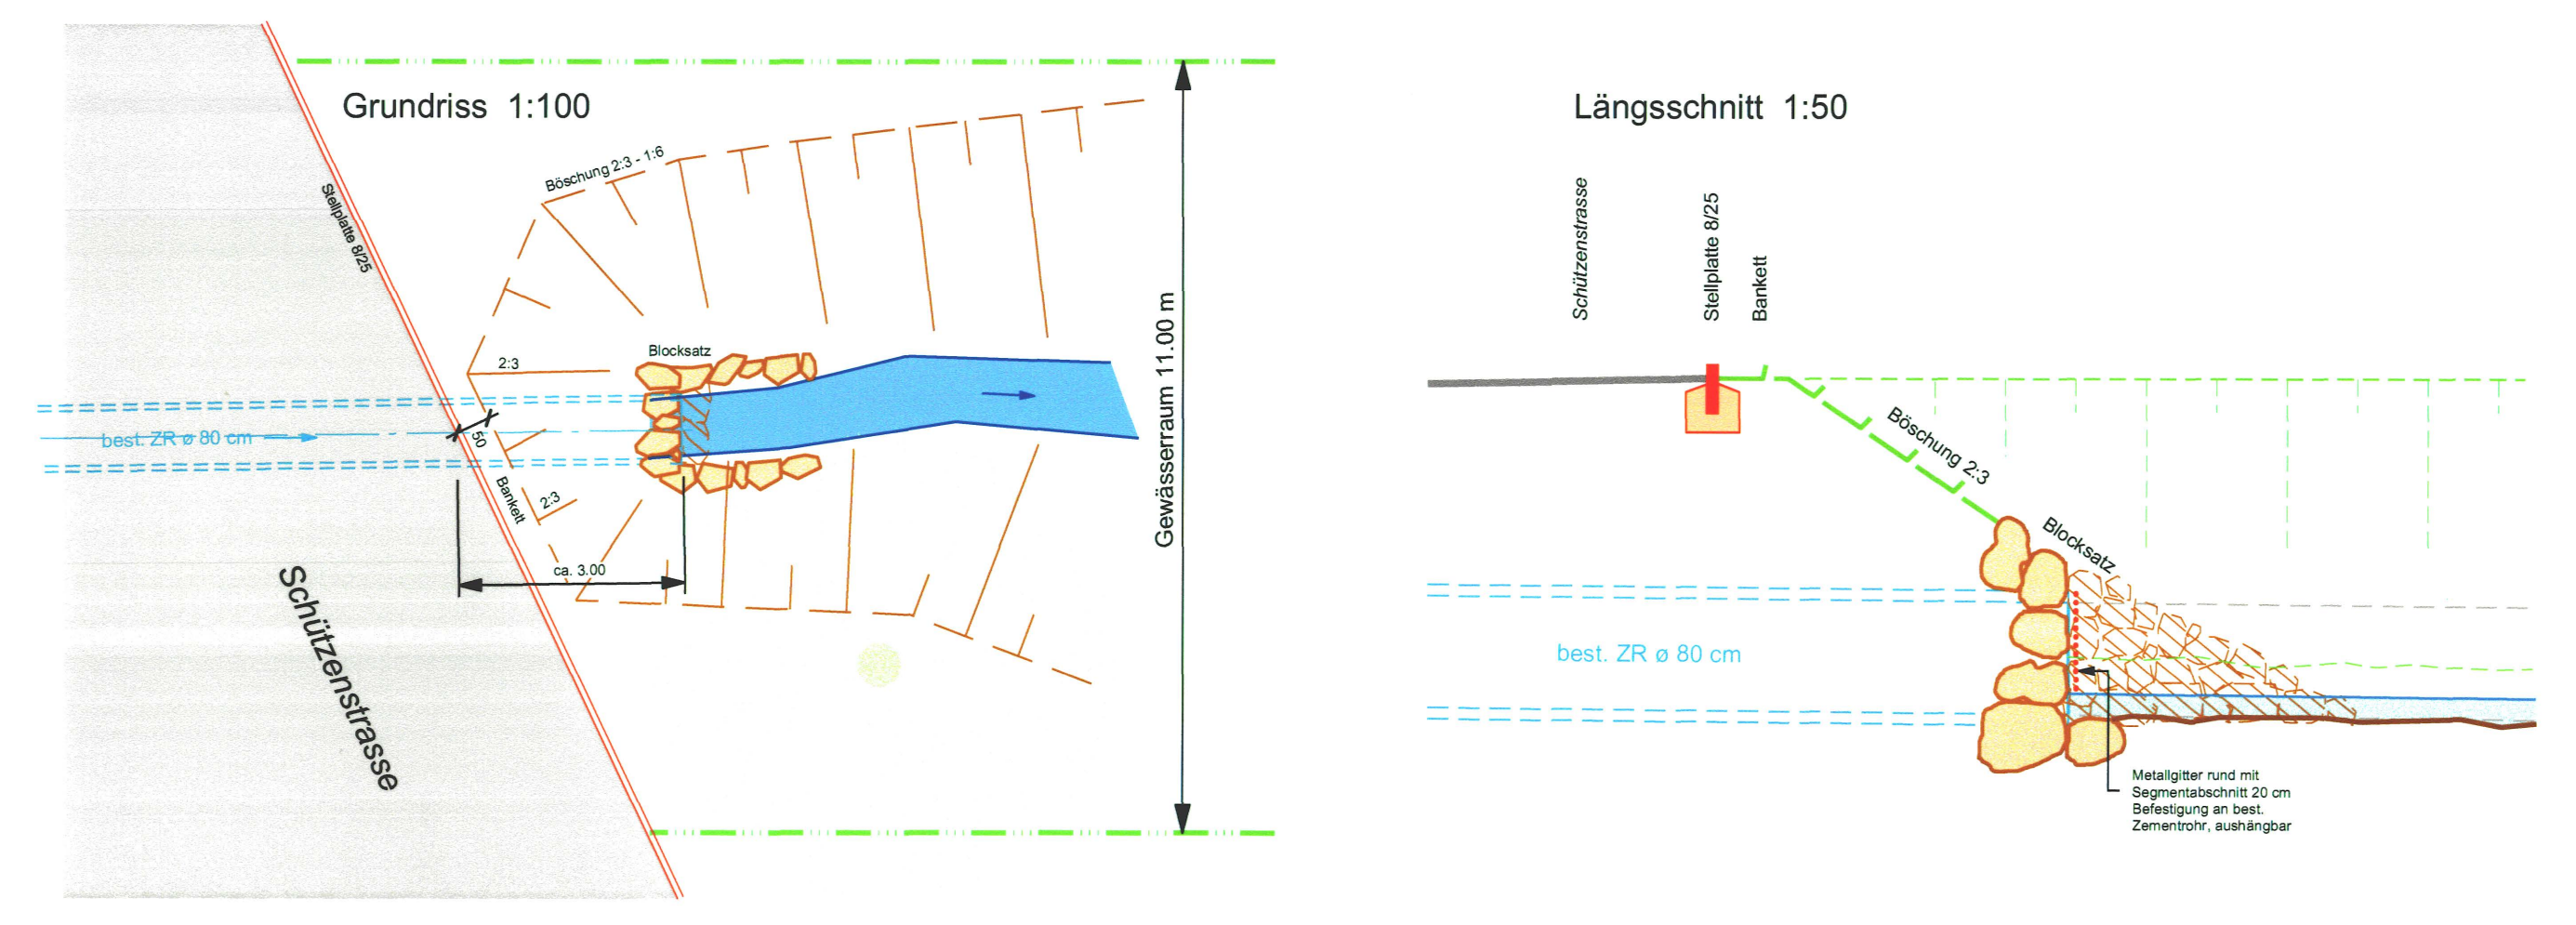 Grundriss 1:100
Böschung 2:3 - 1:6
Stellplatte 8/25
Blocksatz
2:3
best. ZR ø 80 cm
50
Bankett
2:3
ca. 3.00
Schützenstrasse
Gewässerraum 11.00 m
Längsschnitt 1:50
Schützenstrasse
Stellplatte 8/25
Bankett
Böschung 2:3
Blocksatz
best. ZR ø 80 cm
Metallgitter rund mit
Segmentabschnitt 20 cm
Befestigung an best.
Zementrohr, aushängbar